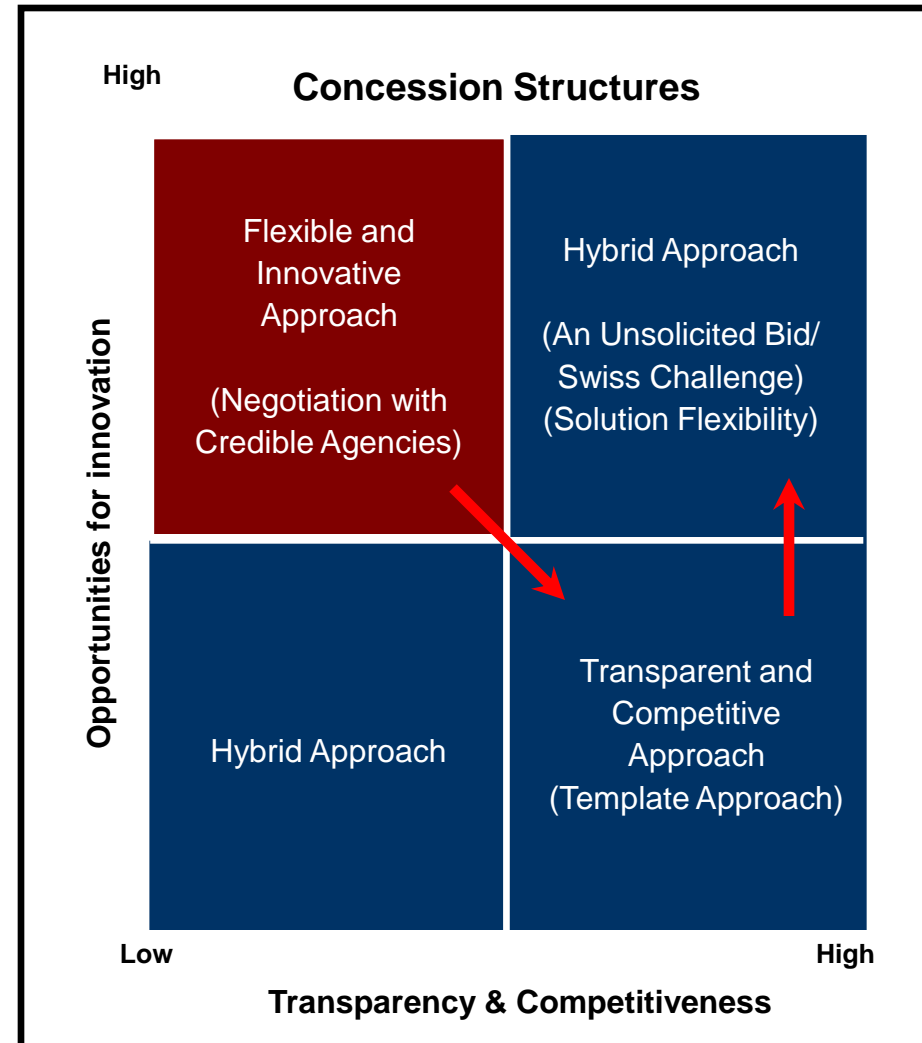 High
Concession Structures
Flexible and
Innovative
Approach
(Negotiation with
Credible Agencies)
Hybrid Approach
(An Unsolicited Bid/
Swiss Challenge)
(Solution Flexibility)
Opportunities for innovation
Hybrid Approach
Transparent and
Competitive
Approach
(Template Approach)
Low
High
Transparency & Competitiveness